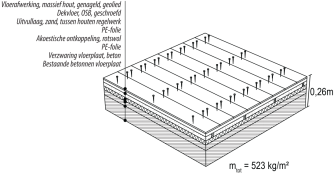 Vloerafwerking, massief hout, genageld, geolied
Dekvloer, OSB, geschroefd
Uitvullaag, zand, tussen houten regelwerk
PE-folie
Akoestische ontkoppeling, rotswol
PE-folie
Verzwaring vloerplaat, beton
Bestaande betonnen vloerplaat
0,26m
m_tot = 523 kg/m²